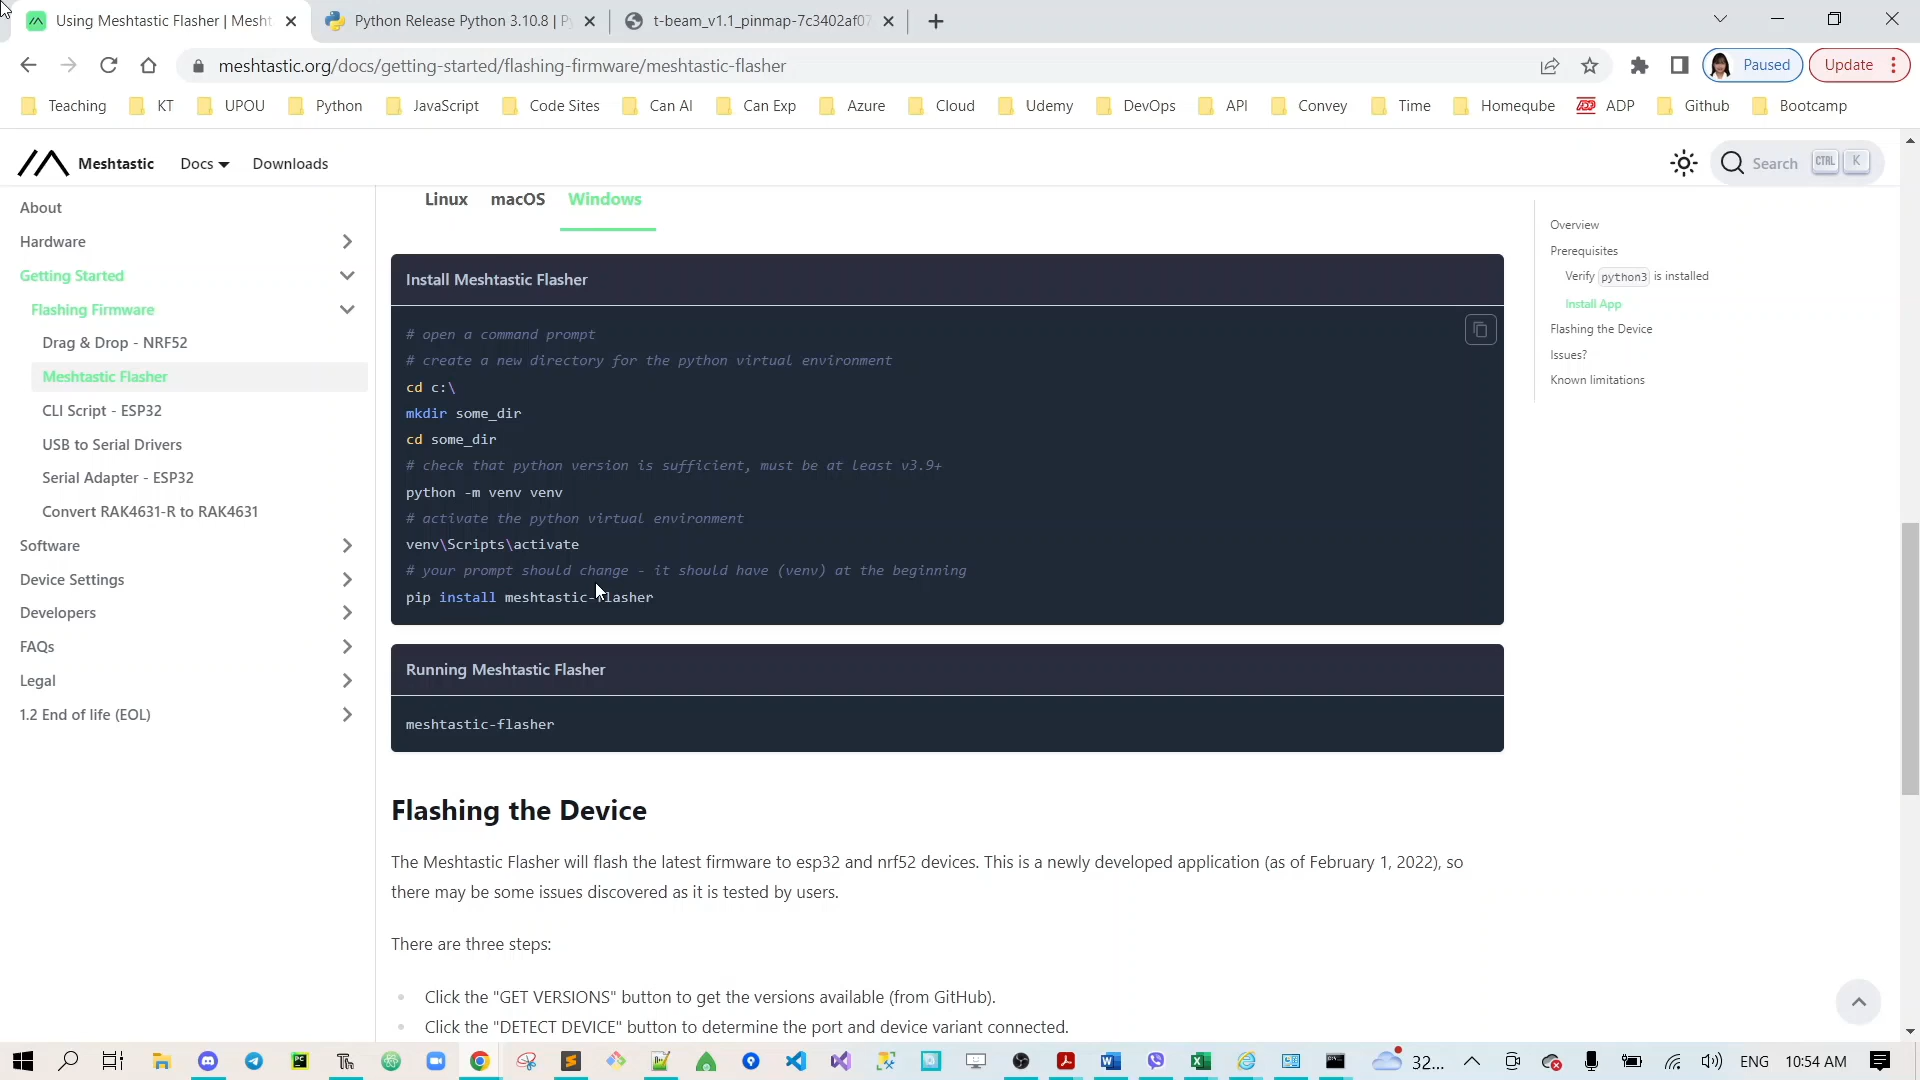 Using Meshtastic Flasher | Mesht
Python Release Python 3.10.8 | Py
t-beam_v1.1_pinmap-7c3402af07
meshtastic.org/docs/getting-started/flashing-firmware/meshtastic-flasher
Paused
Update
Teaching
KT
UPOU
Python
JavaScript
Code Sites
Can AI
Can Exp
Azure
Cloud
Udemy
DevOps
API
Convey
Time
Homeqube
ADP
ADP
Github
Bootcamp
Meshtastic
Docs
Downloads
Search
CTRL
K
About
Hardware
Getting Started
Flashing Firmware
Drag & Drop - NRF52
Meshtastic Flasher
CLI Script - ESP32
USB to Serial Drivers
Serial Adapter - ESP32
Convert RAK4631-R to RAK4631
Software
Device Settings
Developers
FAQs
Legal
1.2 End of life (EOL)
Linux
macOS
Windows
Install Meshtastic Flasher
# open a command prompt
# create a new directory for the python virtual environment
cd c:\
mkdir some_dir
cd some_dir
# check that python version is sufficient, must be at least v3.9+
python -m venv venv
# activate the python virtual environment
venv\Scripts\activate
# your prompt should change - it should have (venv) at the beginning
pip install meshtastic-flasher
Running Meshtastic Flasher
meshtastic-flasher
Flashing the Device
The Meshtastic Flasher will flash the latest firmware to esp32 and nrf52 devices. This is a newly developed application (as of February 1, 2022), so
there may be some issues discovered as it is tested by users.
There are three steps:
Click the "GET VERSIONS" button to get the versions available (from GitHub).
Click the "DETECT DEVICE" button to determine the port and device variant connected.
Overview
Prerequisites
Verify python3 is installed
Install App
Flashing the Device
Issues?
Known limitations
32...
ENG
10:54 AM